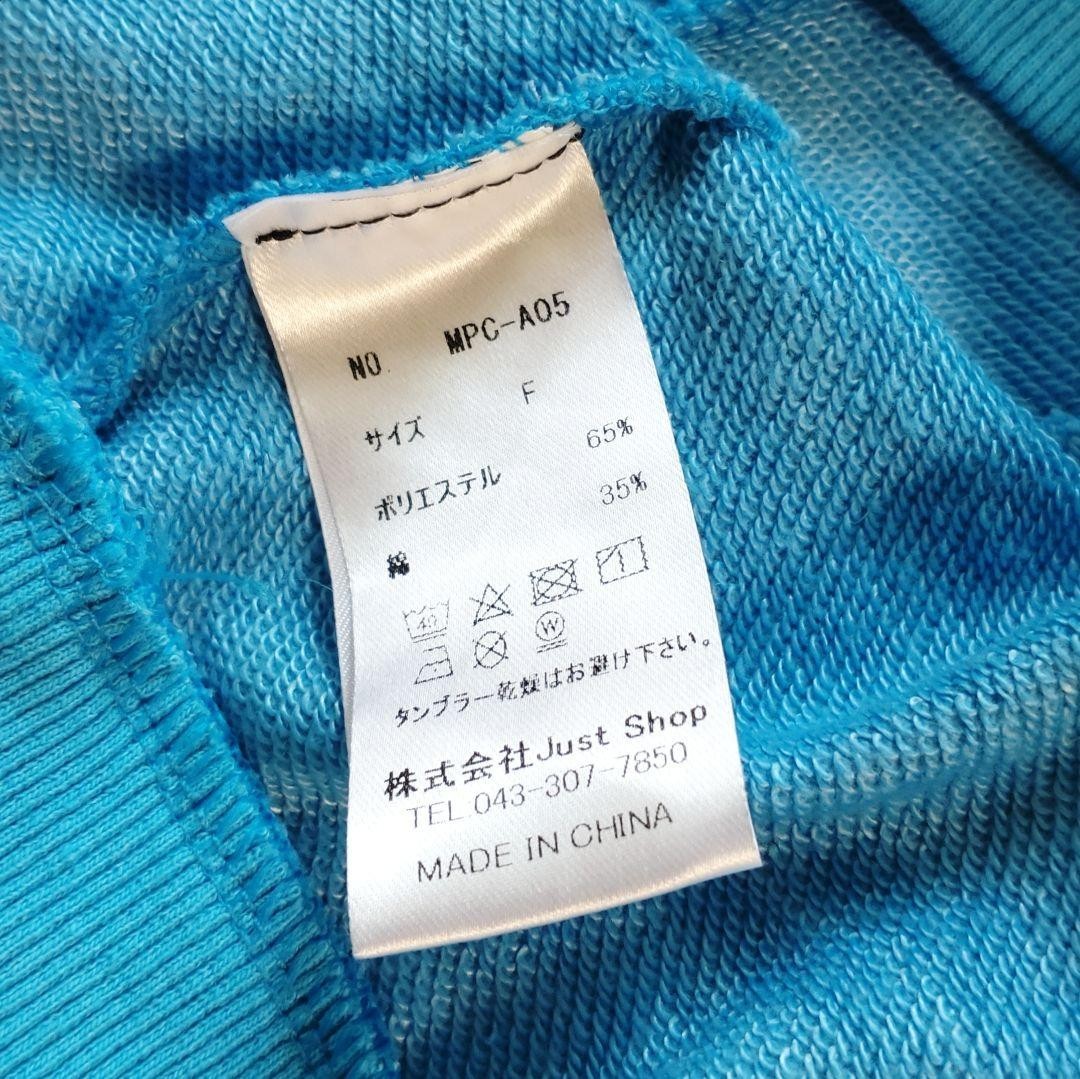 NO. MPC-A05
サイズ F
ポリエステル 65%
綿 35%
40
W
タンブラー乾燥はお避け下さい。
株式会社Just Shop
TEL.043-307-7850
MADE IN CHINA